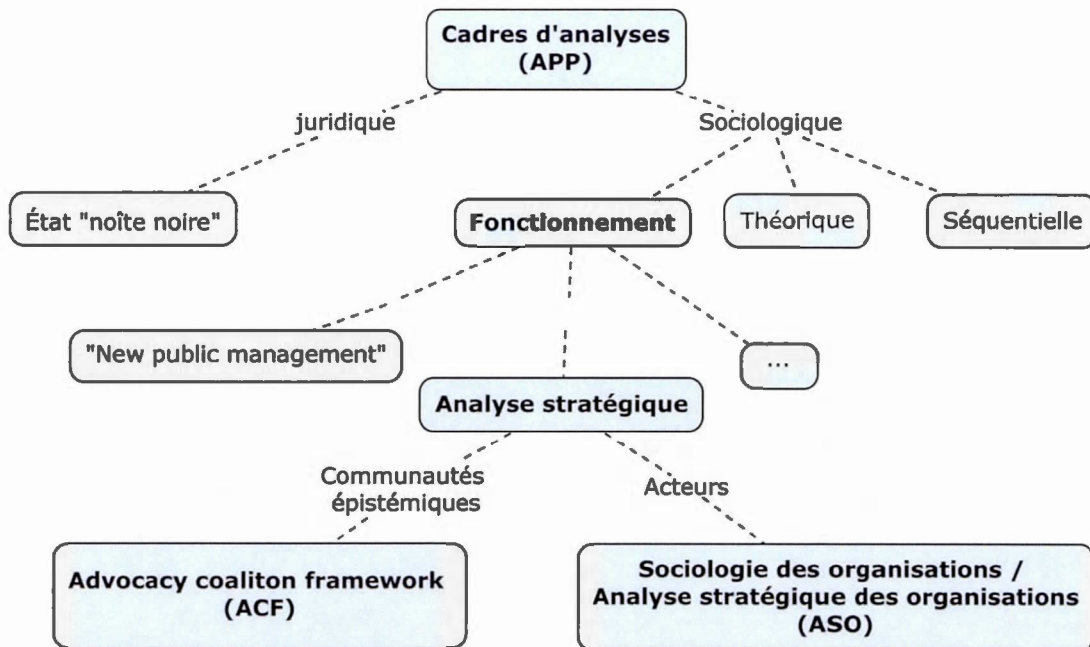 Cadres d'analyses
(APP)
juridique
Sociologique
État "noîte noire"
Fonctionnement
Théorique
Séquentielle
"New public management"
...
Analyse stratégique
Communautés
épistémiques
Acteurs
Advocacy coaliton framework
(ACF)
Sociologie des organisations /
Analyse stratégique des organisations
(ASO)